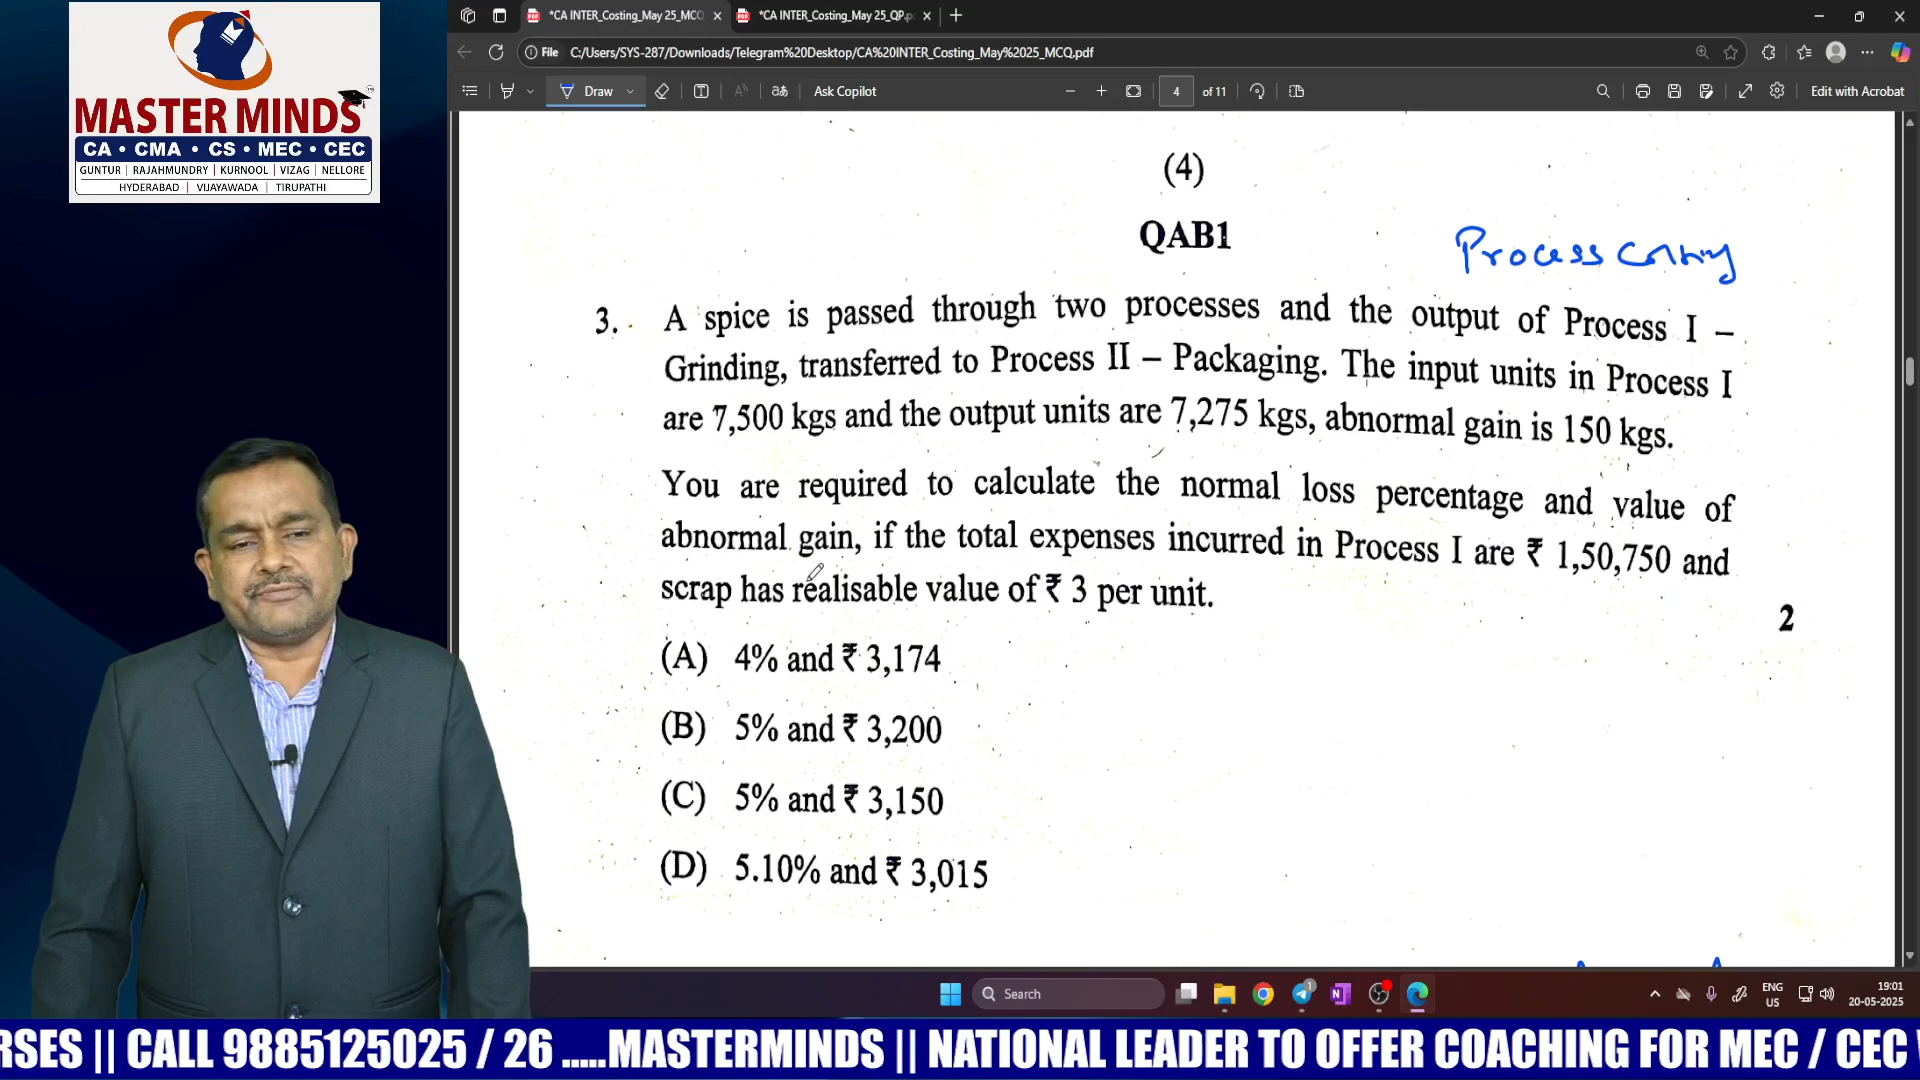 MASTER MINDS
CA • CMA • CS • MEC • CEC
GUNTUR | RAJAHMUNDRY | KURNOOL | VIZAG | NELLORE
HYDERABAD | VIJAYAWADA | TIRUPATHI
*CA INTER_Costing_May 25_MCQ
*CA INTER_Costing_May 25_QP.p
File C:/Users/SYS-287/Downloads/Telegram%20Desktop/CA%20INTER_Costing_May%2025_MCQ.pdf
Draw
Ask Copilot
4 of 11
Edit with Acrobat
(4)
QAB1
Process Costing
3. A spice is passed through two processes and the output of Process I –
Grinding, transferred to Process II – Packaging. The input units in Process I
are 7,500 kgs and the output units are 7,275 kgs, abnormal gain is 150 kgs.
You are required to calculate the normal loss percentage and value of
abnormal gain, if the total expenses incurred in Process I are ₹ 1,50,750 and
scrap has realisable value of ₹ 3 per unit.
2
(A) 4% and ₹ 3,174
(B) 5% and ₹ 3,200
(C) 5% and ₹ 3,150
(D) 5.10% and ₹ 3,015
Search
1
ENG
US
19:01
20-05-2025
RSES || CALL 9885125025 / 26 .....MASTERMINDS || NATIONAL LEADER TO OFFER COACHING FOR MEC / CEC